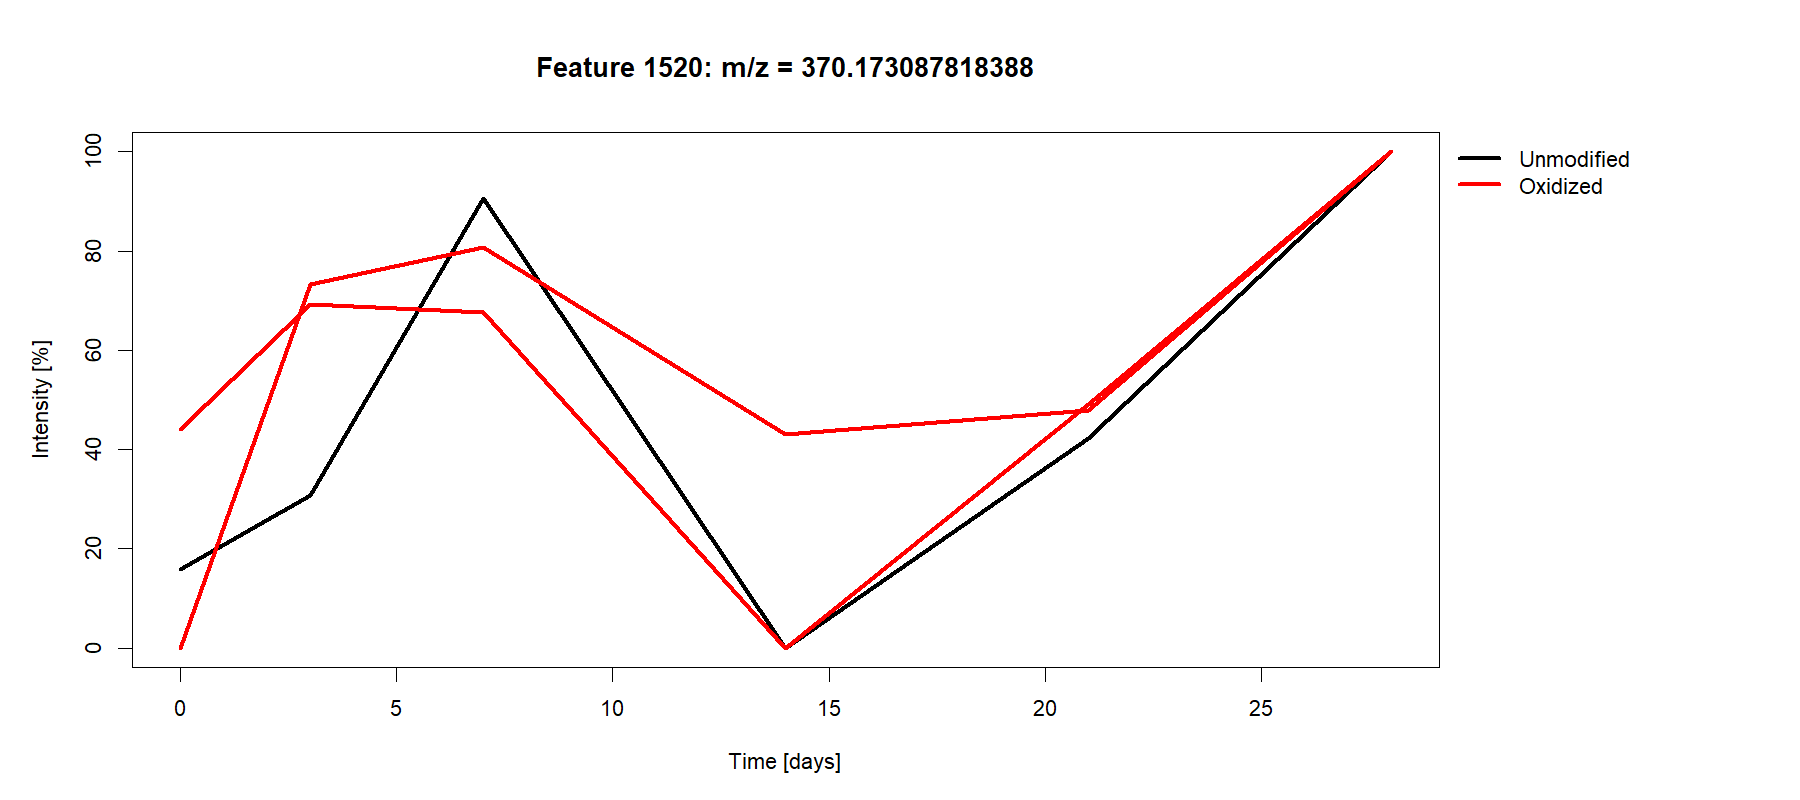 Feature 1520: m/z = 370.173087818388
Unmodified
Oxidized
Intensity [%]
100
80
60
40
20
0
0 5 10 15 20 25
Time [days]